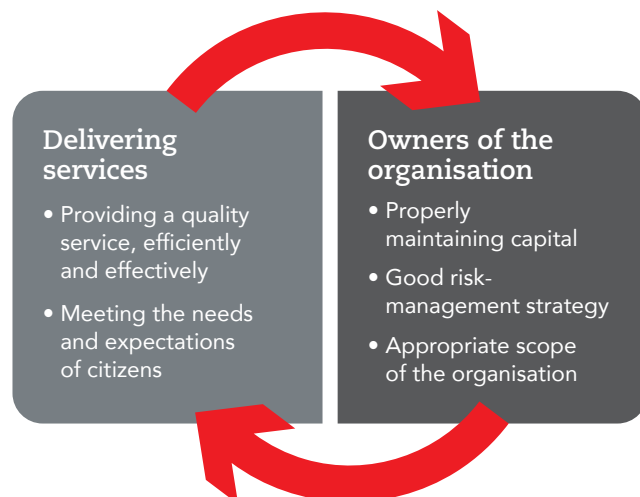 Delivering
services
• Providing a quality
service, efficiently
and effectively
• Meeting the needs
and expectations
of citizens
Owners of the
organisation
• Properly
maintaining capital
• Good risk-
management strategy
• Appropriate scope
of the organisation